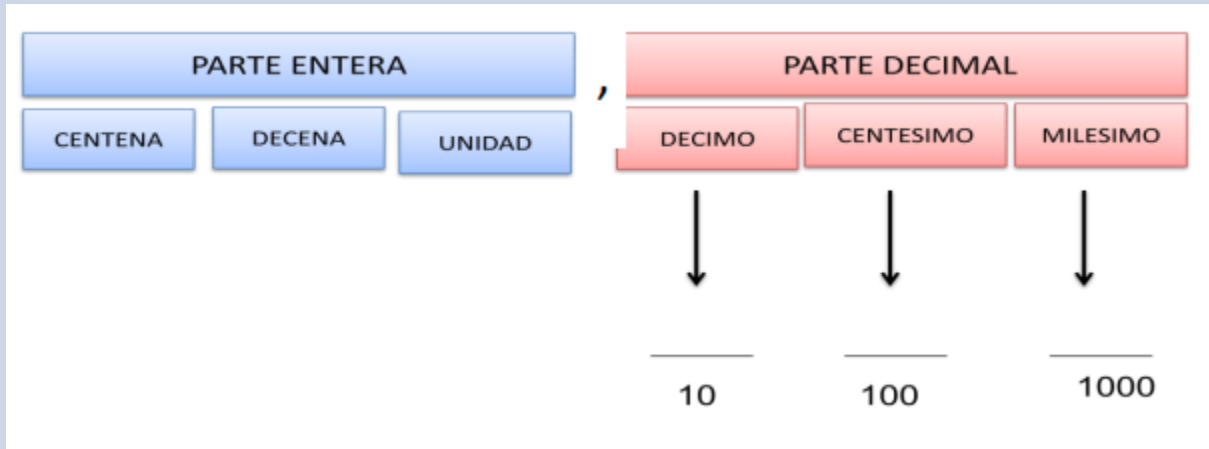 PARTE ENTERA , PARTE DECIMAL
CENTENA DECENA UNIDAD DECIMO CENTESIMO MILESIMO
10 100 1000